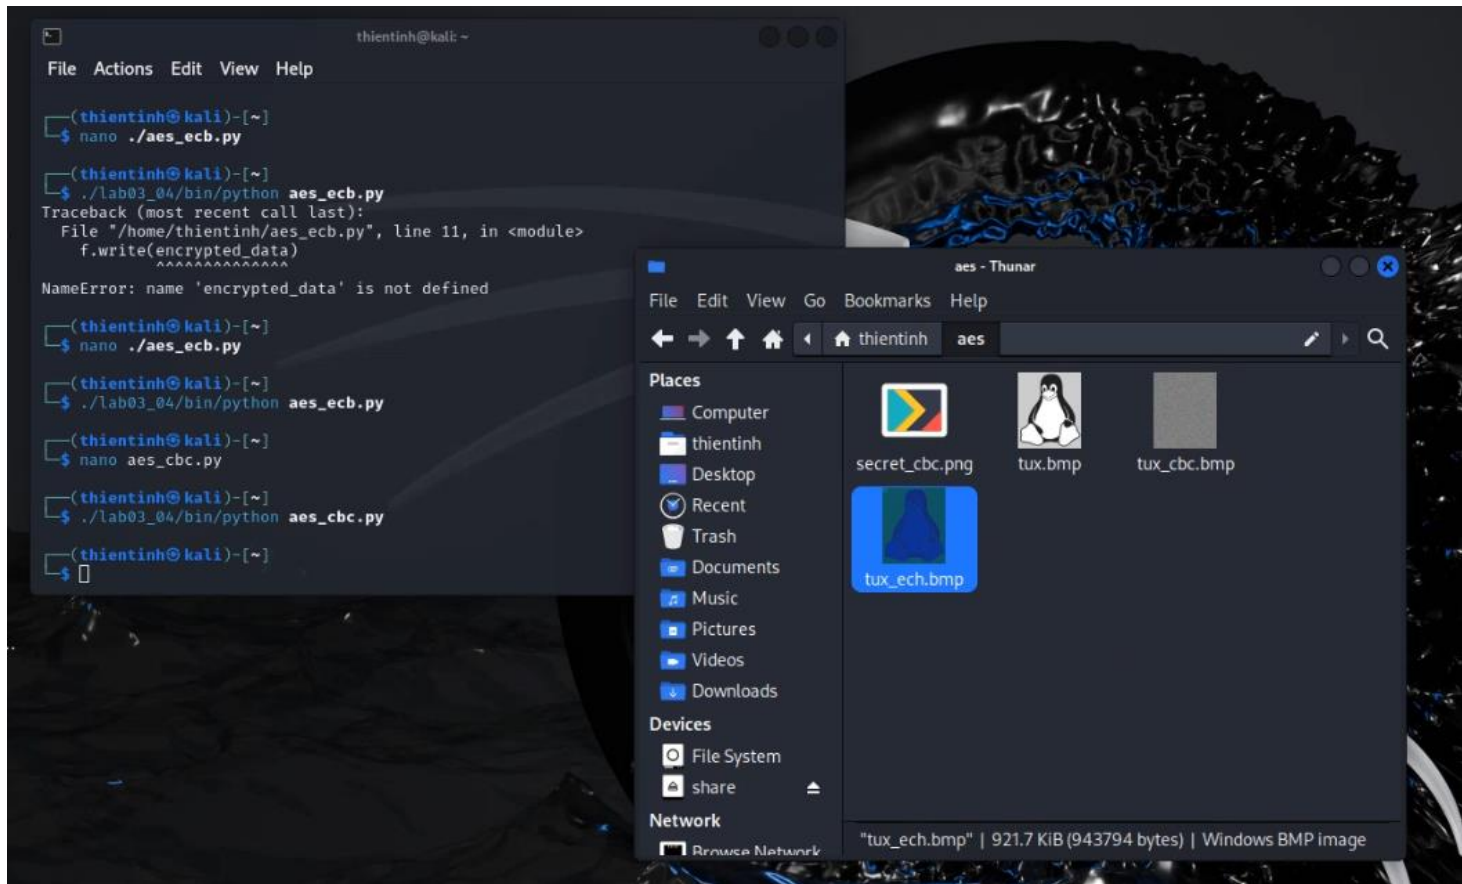 thientinh@kali: ~
File Actions Edit View Help
┌──(thientinh㉿kali)-[~]
└─$ nano ./aes_ecb.py
┌──(thientinh㉿kali)-[~]
└─$ ./lab03_04/bin/python aes_ecb.py
Traceback (most recent call last):
File "/home/thientinh/aes_ecb.py", line 11, in <module>
f.write(encrypted_data)
^^^^^^^^^^^^^^
NameError: name 'encrypted_data' is not defined
┌──(thientinh㉿kali)-[~]
└─$ nano ./aes_ecb.py
┌──(thientinh㉿kali)-[~]
└─$ ./lab03_04/bin/python aes_ecb.py
┌──(thientinh㉿kali)-[~]
└─$ nano aes_cbc.py
┌──(thientinh㉿kali)-[~]
└─$ ./lab03_04/bin/python aes_cbc.py
┌──(thientinh㉿kali)-[~]
└─$
aes - Thunar
File Edit View Go Bookmarks Help
thientinh aes
Places
Computer
thientinh
Desktop
Recent
Trash
Documents
Music
Pictures
Videos
Downloads
Devices
File System
share
Network
Browse Network
secret_cbc.png tux.bmp tux_cbc.bmp
tux_ech.bmp
"tux_ech.bmp" | 921.7 KiB (943794 bytes) | Windows BMP image